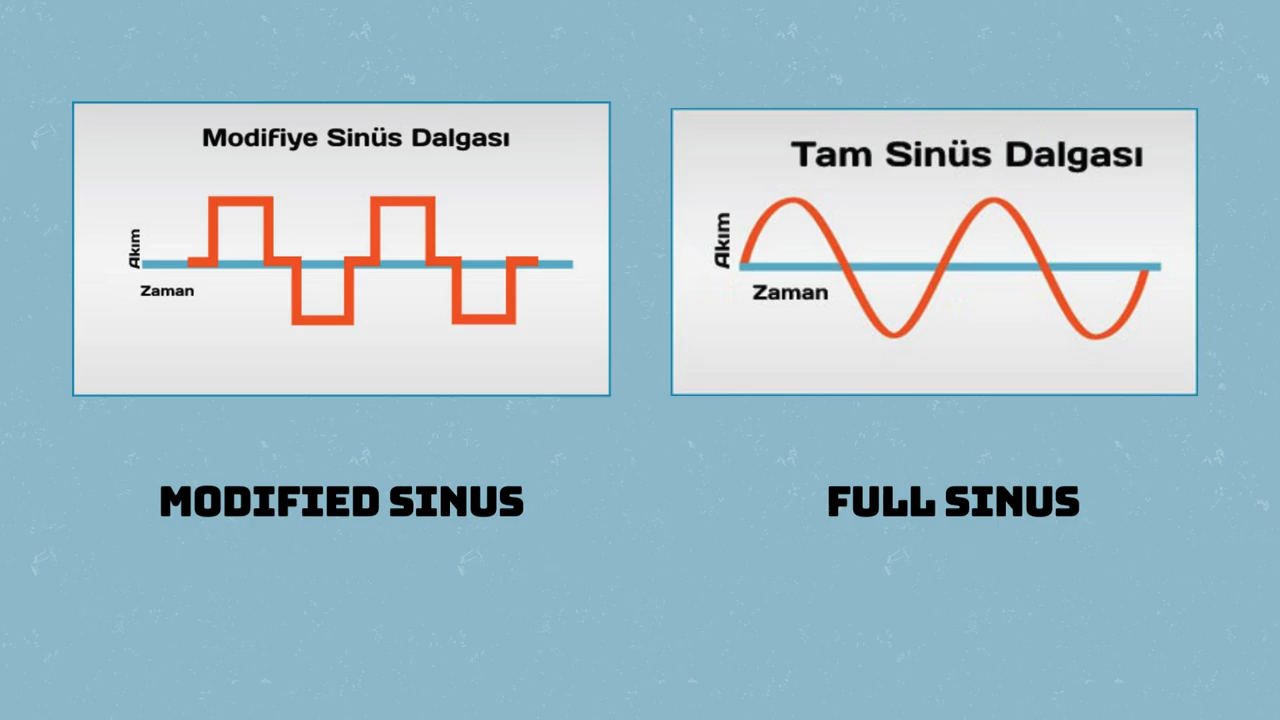 Modifiye Sinüs Dalgası
Akım
Zaman
MODIFIED SINUS
Tam Sinüs Dalgası
Akım
Zaman
FULL SINUS